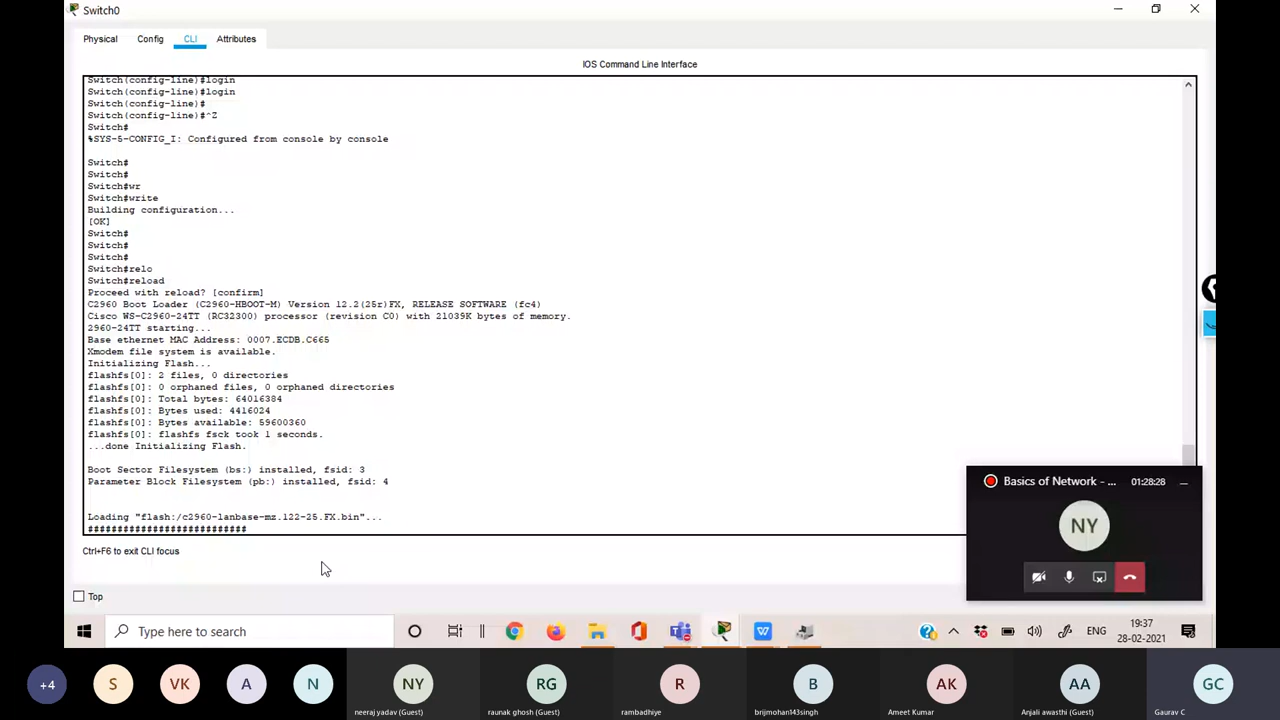 Switch0
Physical
Config
CLI
Attributes
IOS Command Line Interface
Switch(config-line)#login
Switch(config-line)#login
Switch(config-line)#
Switch(config-line)#^Z
Switch#
%SYS-5-CONFIG_I: Configured from console by console
Switch#
Switch#
Switch#wr
Switch#write
Building configuration...
[OK]
Switch#
Switch#
Switch#
Switch#relo
Switch#reload
Proceed with reload? [confirm]
C2960 Boot Loader (C2960-HBOOT-M) Version 12.2(25r)FX, RELEASE SOFTWARE (fc4)
Cisco WS-C2960-24TT (RC32300) processor (revision C0) with 21039K bytes of memory.
2960-24TT starting...
Base ethernet MAC Address: 0007.ECDB.C665
Xmodem file system is available.
Initializing Flash...
flashfs[0]: 2 files, 0 directories
flashfs[0]: 0 orphaned files, 0 orphaned directories
flashfs[0]: Total bytes: 64016384
flashfs[0]: Bytes used: 4416024
flashfs[0]: Bytes available: 59600360
flashfs[0]: flashfs fsck took 1 seconds.
...done Initializing Flash.
Boot Sector Filesystem (bs:) installed, fsid: 3
Parameter Block Filesystem (pb:) installed, fsid: 4
Loading "flash:/c2960-lanbase-mz.122-25.FX.bin"...
###########################
Basics of Network - ...
01:28:28
NY
Ctrl+F6 to exit CLI focus
Top
Type here to search
ENG
19:37
28-02-2021
+4
S
VK
A
N
NY
neeraj yadav (Guest)
RG
raunak ghosh (Guest)
R
rambadhiye
B
brijmohan143singh
AK
Ameet Kumar
AA
Anjali awasthi (Guest)
GC
Gaurav C